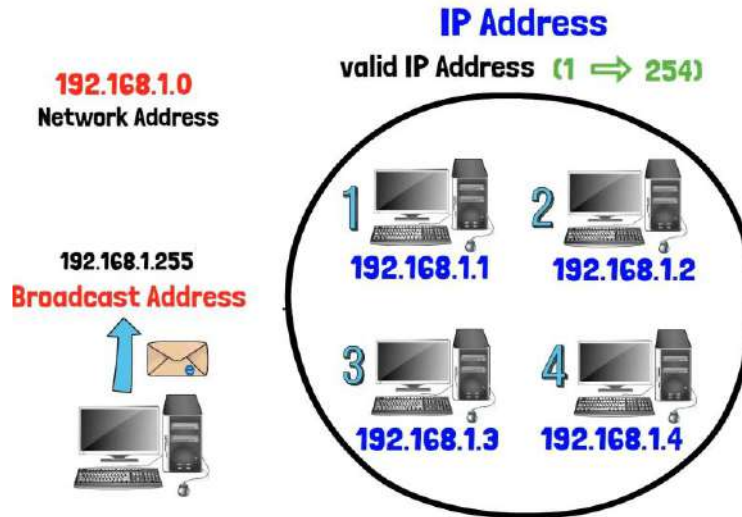 IP Address
valid IP Address (1 ⇨ 254)
192.168.1.0
Network Address
1
2
192.168.1.1
192.168.1.2
192.168.1.255
Broadcast Address
3
4
192.168.1.3
192.168.1.4